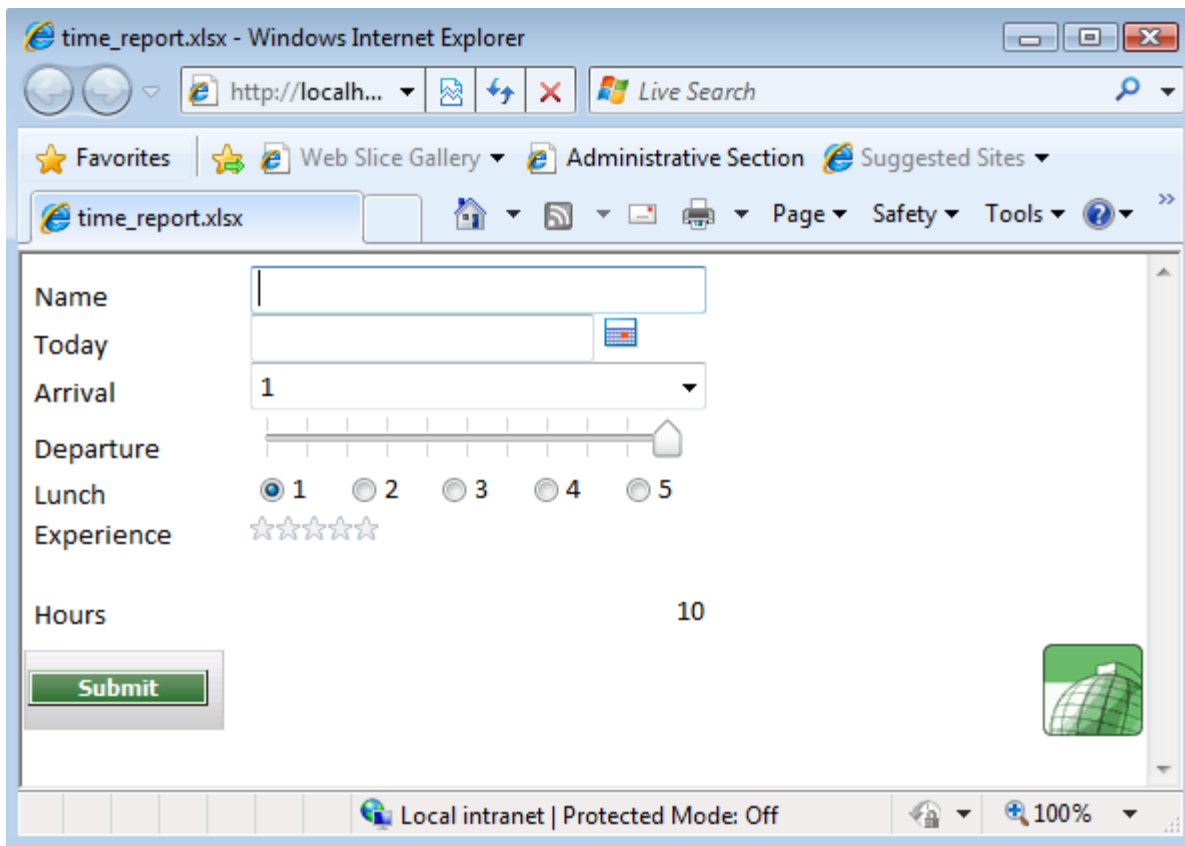 time_report.xlsx - Windows Internet Explorer
http://localh... Live Search
Favorites Web Slice Gallery Administrative Section Suggested Sites
time_report.xlsx Page Safety Tools
Name
Today
Arrival 1
Departure
Lunch 1 2 3 4 5
Experience
Hours 10
Submit
Local intranet | Protected Mode: Off 100%